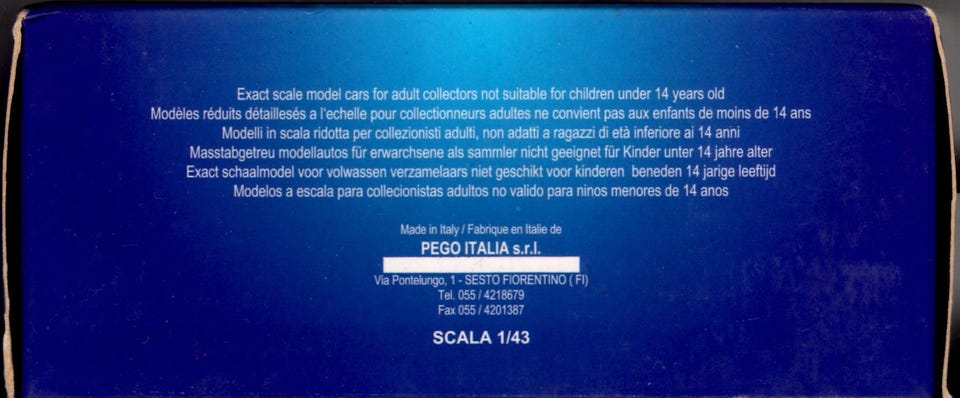 Exact scale model cars for adult collectors not suitable for children under 14 years old
Modèles réduits détaillesés a l'echelle pour collectionneurs adultes ne convient pas aux enfants de moins de 14 ans
Modelli in scala ridotta per collezionisti adulti, non adatti a ragazzi di età inferiore ai 14 anni
Masstabgetreu modellautos für erwarchsene als sammler nicht geeignet für Kinder unter 14 jahre alter
Exact schaalmodel voor volwassen verzamelaars niet geschikt voor kinderen beneden 14 jarige leeftijd
Modelos a escala para collecionistas adultos no valido para ninos menores de 14 anos
Made in Italy / Fabrique en Italie de
PEGO ITALIA s.r.l.
Via Pontelungo, 1 - SESTO FIORENTINO ( FI)
Tel. 055 / 4218679
Fax 055 / 4201387
SCALA 1/43